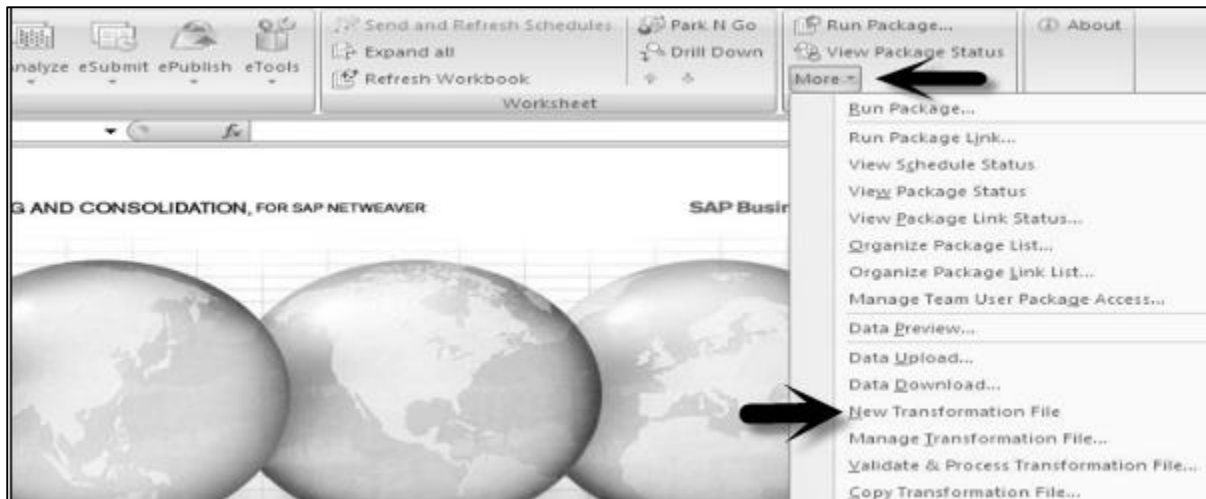 Send and Refresh Schedules
Park N Go
Run Package...
About
Expand all
Drill Down
View Package Status
nalyze eSubmit ePublish eTools
Refresh Workbook
More
Worksheet
fx
Run Package...
Run Package Link...
View Schedule Status
View Package Status
View Package Link Status...
Organize Package List...
Organize Package Link List...
Manage Team User Package Access...
Data Preview...
Data Upload...
Data Download...
New Transformation File
Manage Transformation File...
Validate & Process Transformation File...
Copy Transformation File...
G AND CONSOLIDATION, FOR SAP NETWEAVER
SAP Busin